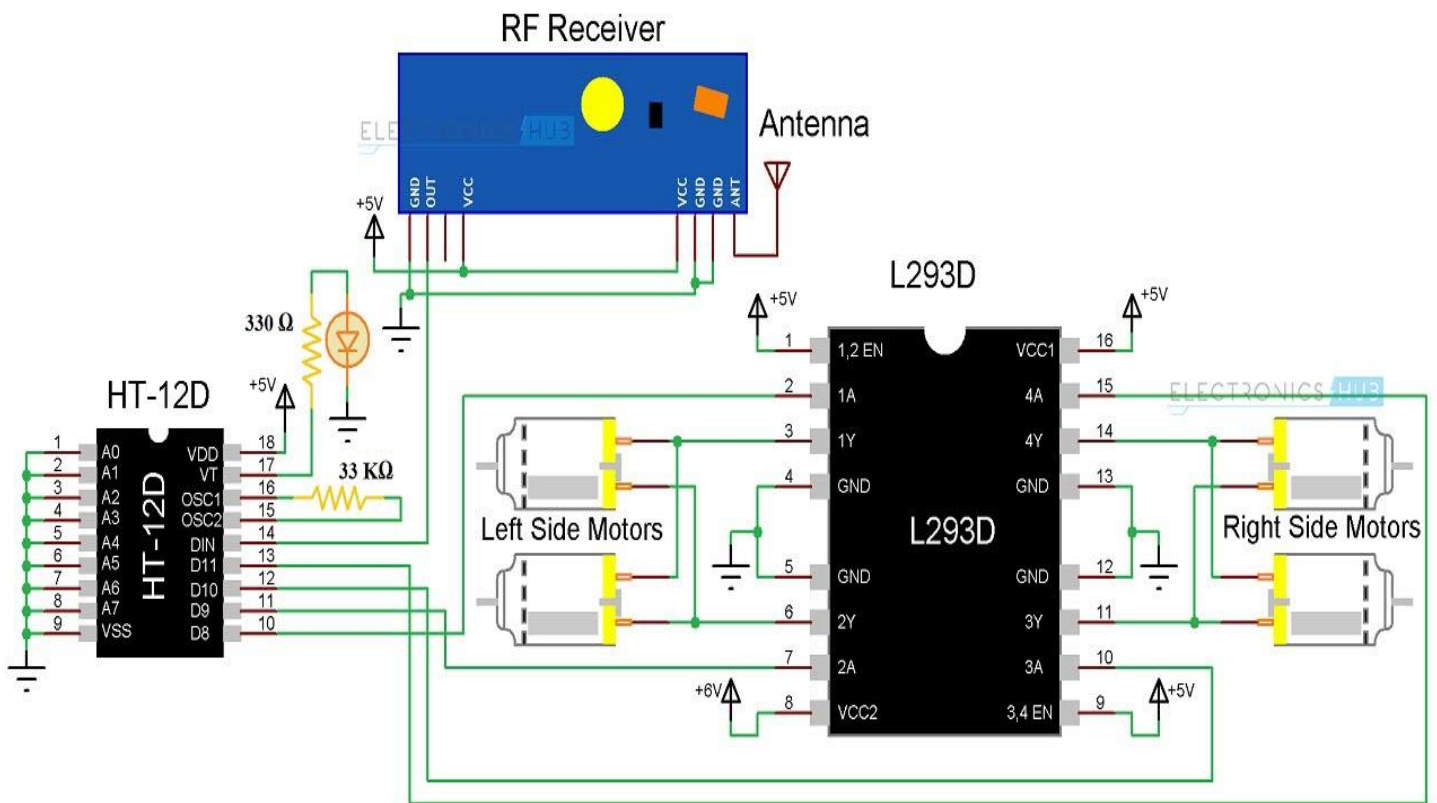 RF Receiver
ELECTRONICS HUB
Antenna
GND
OUT
VCC
VCC
GND
GND
ANT
+5V
L293D
+5V
+5V
330 Ω
+5V
HT-12D
33 KΩ
1 A0
2 A1
3 A2
4 A3
5 A4
6 A5
7 A6
8 A7
9 VSS
HT-12D
VDD 18
VT 17
OSC1 16
OSC2 15
DIN 14
D11 13
D10 12
D9 11
D8 10
Left Side Motors
1 1,2 EN
2 1A
3 1Y
4 GND
5 GND
6 2Y
7 2A
8 VCC2
+6V
L293D
VCC1 16
4A 15
4Y 14
GND 13
GND 12
3Y 11
3A 10
3,4 EN 9
+5V
ELECTRONICS HUB
Right Side Motors